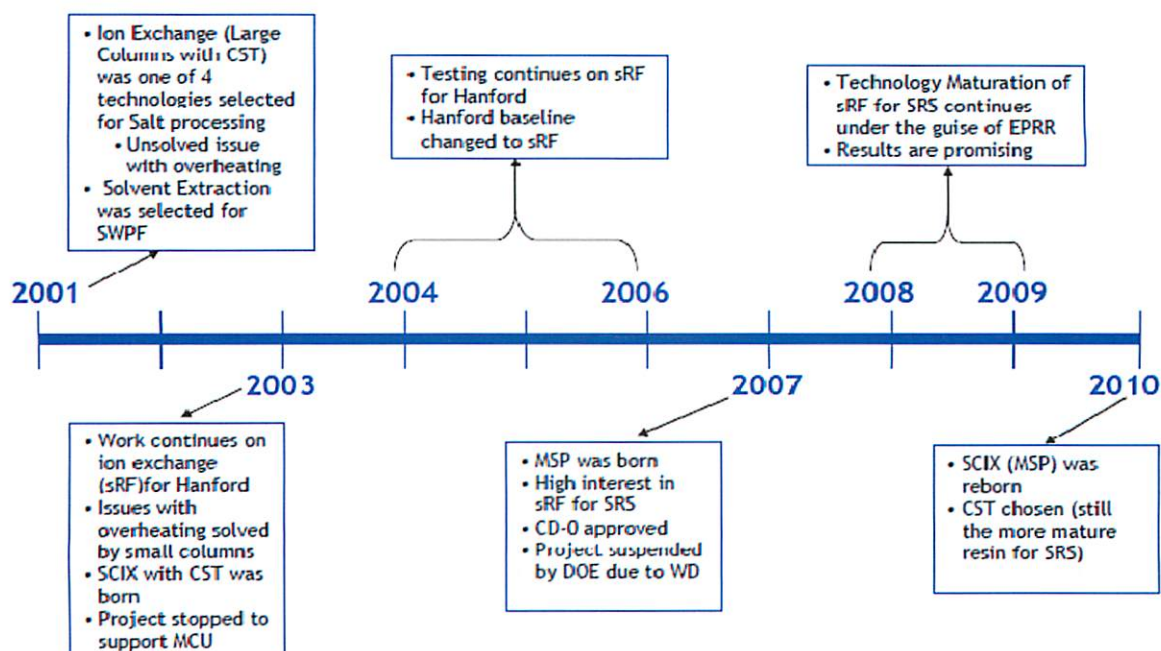 • Ion Exchange (Large
Columns with CST)
was one of 4
technologies selected
for Salt processing
• Unsolved issue
with overheating
• Solvent Extraction
was selected for
SWPF
• Testing continues on sRF
for Hanford
• Hanford baseline
changed to sRF
• Technology Maturation of
sRF for SRS continues
under the guise of EPRR
• Results are promising
2001
2004
2006
2008
2009
2003
2007
2010
• Work continues on
ion exchange
(sRF)for Hanford
• Issues with
overheating solved
by small columns
• SCIX with CST was
born
• Project stopped to
support MCU
• MSP was born
• High interest in
sRF for SRS
• CD-0 approved
• Project suspended
by DOE due to WD
• SCIX (MSP) was
reborn
• CST chosen (still
the more mature
resin for SRS)